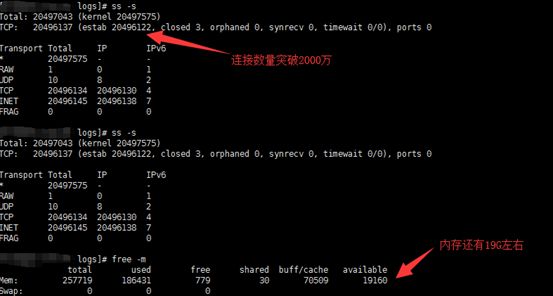 logs]# ss -s
Total: 20497043 (kernel 20497575)
TCP:   20496137 (estab 20496122, closed 3, orphaned 0, synrecv 0, timewait 0/0), ports 0
连接数量突破2000万
Transport Total     IP        IPv6
*         20497575  -         -
RAW       1         0         1
UDP       10        8         2
TCP       20496134  20496130  4
INET      20496145  20496138  7
FRAG      0         0         0
logs]# ss -s
Total: 20497043 (kernel 20497575)
TCP:   20496137 (estab 20496122, closed 3, orphaned 0, synrecv 0, timewait 0/0), ports 0
Transport Total     IP        IPv6
*         20497575  -         -
RAW       1         0         1
UDP       10        8         2
TCP       20496134  20496130  4
INET      20496145  20496138  7
FRAG      0         0         0
内存还有19G左右
logs]# free -m
total        used        free      shared  buff/cache   available
Mem:         257719      186431         779          30       70509       19160
Swap:             0           0           0